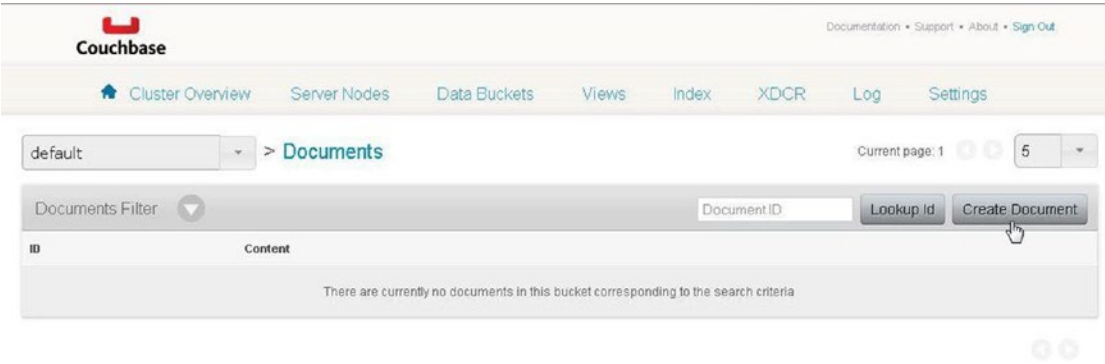 Couchbase
Documentation • Support • About • Sign Out
Cluster Overview Server Nodes Data Buckets Views Index XDCR Log Settings
default > Documents Current page: 1 5
Documents Filter Document ID Lookup Id Create Document
ID Content
There are currently no documents in this bucket corresponding to the search criteria